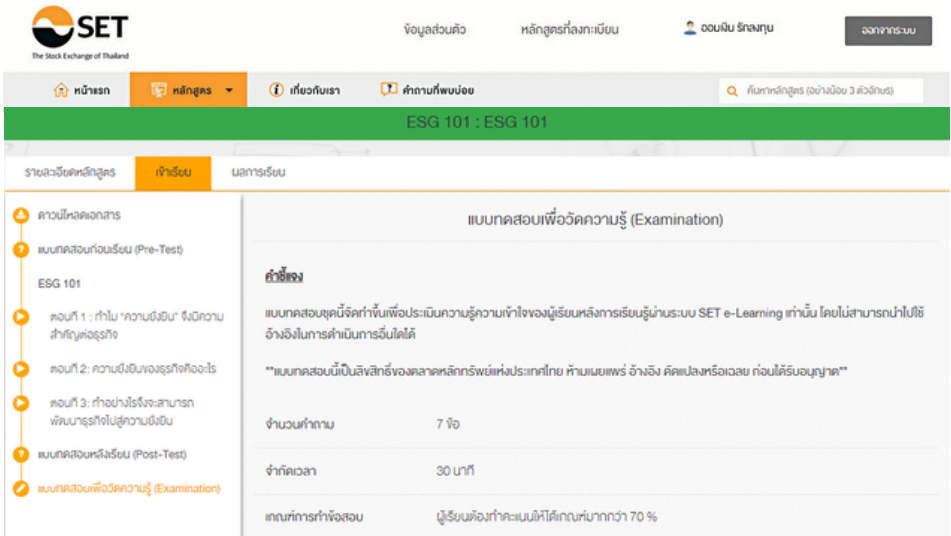 SET
The Stock Exchange of Thailand
ข้อมูลส่วนตัว
หลักสูตรที่ลงทะเบียน
ออมเงิน รักลงทุน
ออกจากระบบ
หน้าแรก
หลักสูตร
เกี่ยวกับเรา
คำถามที่พบบ่อย
ค้นหาหลักสูตร (อย่างน้อย 3 ตัวอักษร)
ESG 101 : ESG 101
รายละเอียดหลักสูตร
เข้าเรียน
ผลการเรียน
ดาวน์โหลดเอกสาร
แบบทดสอบก่อนเรียน (Pre-Test)
ESG 101
ตอนที่ 1 : ทำไม "ความยั่งยืน" จึงมีความ
สำคัญต่อธุรกิจ
ตอนที่ 2: ความยั่งยืนของธุรกิจคืออะไร
ตอนที่ 3: ทำอย่างไรจึงจะสามารถ
พัฒนาธุรกิจไปสู่ความยั่งยืน
แบบทดสอบหลังเรียน (Post-Test)
แบบทดสอบเพื่อวัดความรู้ (Examination)
แบบทดสอบเพื่อวัดความรู้ (Examination)
คำชี้แจง
แบบทดสอบชุดนี้จัดทำขึ้นเพื่อประเมินความรู้ความเข้าใจของผู้เรียนหลังการเรียนรู้ผ่านระบบ SET e-Learning เท่านั้น โดยไม่สามารถนำไปใช้
อ้างอิงในการดำเนินการอื่นใดได้
**แบบทดสอบนี้เป็นลิขสิทธิ์ของตลาดหลักทรัพย์แห่งประเทศไทย ห้ามเผยแพร่ อ้างอิง ดัดแปลงหรือเฉลย ก่อนได้รับอนุญาต**
จำนวนคำถาม 7 ข้อ
จำกัดเวลา 30 นาที
เกณฑ์การทำข้อสอบ ผู้เรียนต้องทำคะแนนให้ได้เกณฑ์มากกว่า 70 %